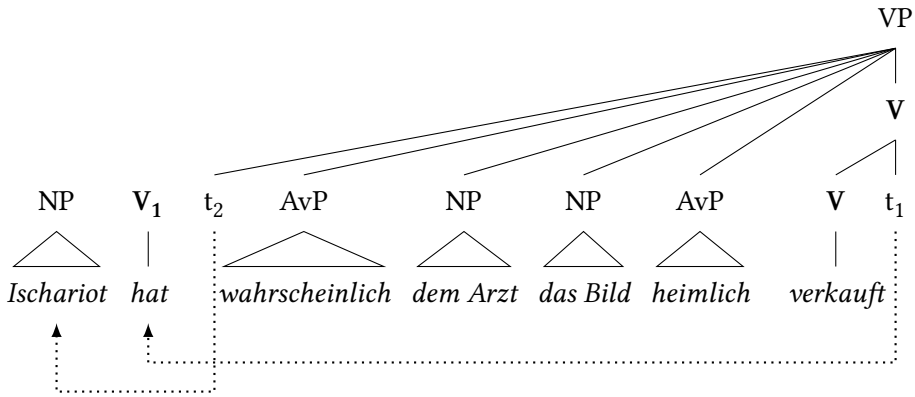 VP
V
NP V₁ t₂ AvP NP NP AvP V t₁
Ischariot hat wahrscheinlich dem Arzt das Bild heimlich verkauft